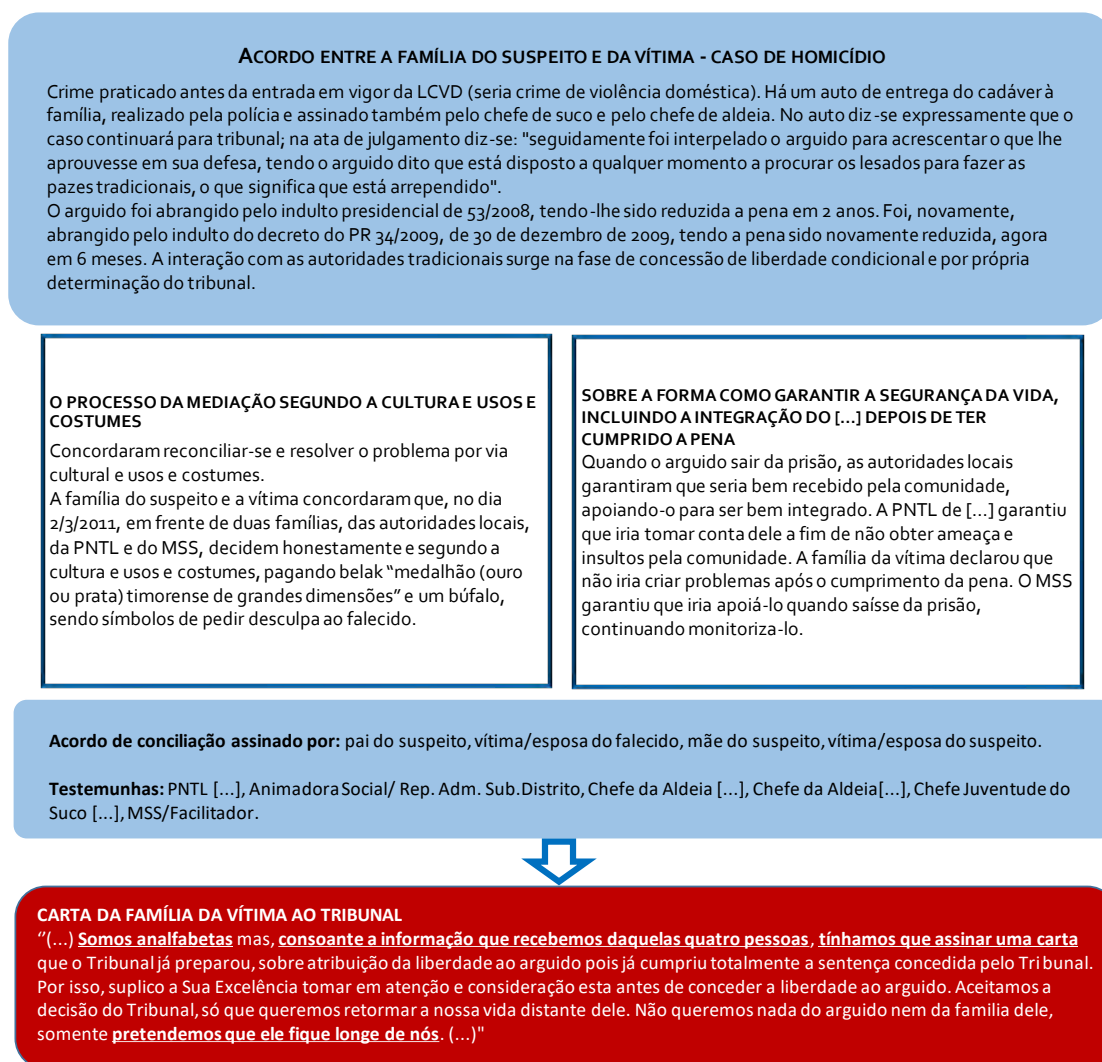 ACORDO ENTRE A FAMÍLIA DO SUSPEITO E DA VÍTIMA - CASO DE HOMICÍDIO
Crime praticado antes da entrada em vigor da LCVD (seria crime de violência doméstica). Há um auto de entrega do cadáver à
família, realizado pela polícia e assinado também pelo chefe de suco e pelo chefe de aldeia. No auto diz-se expressamente que o
caso continuará para tribunal; na ata de julgamento diz-se: "seguidamente foi interpelado o arguido para acrescentar o que lhe
aprouvesse em sua defesa, tendo o arguido dito que está disposto a qualquer momento a procurar os lesados para fazer as
pazes tradicionais, o que significa que está arrependido".
O arguido foi abrangido pelo indulto presidencial de 53/2008, tendo-lhe sido reduzida a pena em 2 anos. Foi, novamente,
abrangido pelo indulto do decreto do PR 34/2009, de 30 de dezembro de 2009, tendo a pena sido novamente reduzida, agora
em 6 meses. A interação com as autoridades tradicionais surge na fase de concessão de liberdade condicional e por própria
determinação do tribunal.
O PROCESSO DA MEDIAÇÃO SEGUNDO A CULTURA E USOS E
COSTUMES
Concordaram reconciliar-se e resolver o problema por via
cultural e usos e costumes.
A família do suspeito e a vítima concordaram que, no dia
2/3/2011, em frente de duas famílias, das autoridades locais,
da PNTL e do MSS, decidem honestamente e segundo a
cultura e usos e costumes, pagando belak “medalhão (ouro
ou prata) timorense de grandes dimensões” e um búfalo,
sendo símbolos de pedir desculpa ao falecido.
SOBRE A FORMA COMO GARANTIR A SEGURANÇA DA VIDA,
INCLUINDO A INTEGRAÇÃO DO [...] DEPOIS DE TER
CUMPRIDO A PENA
Quando o arguido sair da prisão, as autoridades locais
garantiram que seria bem recebido pela comunidade,
apoiando-o para ser bem integrado. A PNTL de [...] garantiu
que iria tomar conta dele a fim de não obter ameaça e
insultos pela comunidade. A família da vítima declarou que
não iria criar problemas após o cumprimento da pena. O MSS
garantiu que iria apoiá-lo quando saísse da prisão,
continuando monitoriza-lo.
Acordo de conciliação assinado por: pai do suspeito, vítima/esposa do falecido, mãe do suspeito, vítima/esposa do suspeito.
Testemunhas: PNTL [...], Animadora Social/ Rep. Adm. Sub.Distrito, Chefe da Aldeia [...], Chefe da Aldeia[...], Chefe Juventude do
Suco [...], MSS/Facilitador.
CARTA DA FAMÍLIA DA VÍTIMA AO TRIBUNAL
“(...) Somos analfabetas mas, consoante a informação que recebemos daquelas quatro pessoas, tínhamos que assinar uma carta
que o Tribunal já preparou, sobre atribuição da liberdade ao arguido pois já cumpriu totalmente a sentença concedida pelo Tribunal.
Por isso, suplico a Sua Excelência tomar em atenção e consideração esta antes de conceder a liberdade ao arguido. Aceitamos a
decisão do Tribunal, só que queremos retormar a nossa vida distante dele. Não queremos nada do arguido nem da familia dele,
somente pretendemos que ele fique longe de nós. (...)"